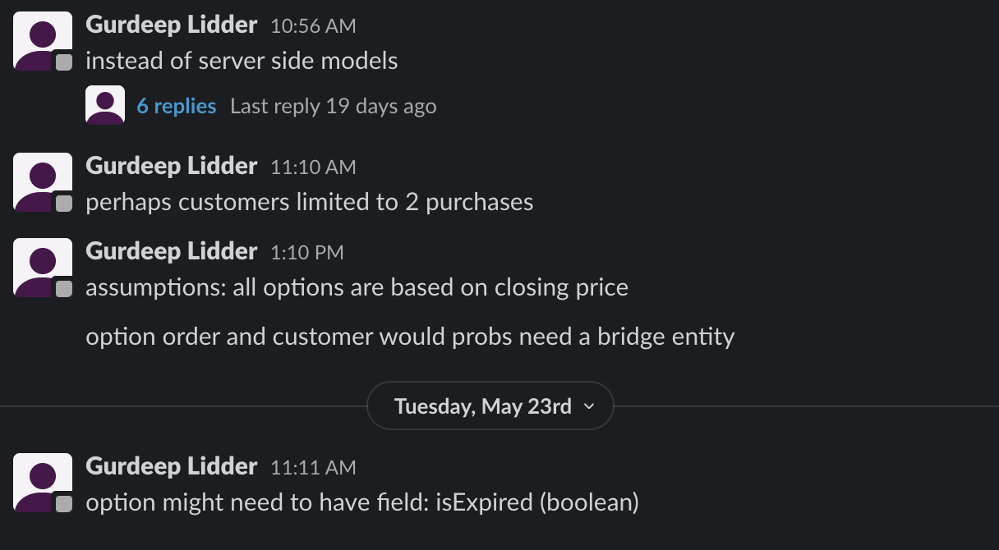 Gurdeep Lidder 10:56 AM
instead of server side models
6 replies Last reply 19 days ago
Gurdeep Lidder 11:10 AM
perhaps customers limited to 2 purchases
Gurdeep Lidder 1:10 PM
assumptions: all options are based on closing price
option order and customer would probs need a bridge entity
Tuesday, May 23rd
Gurdeep Lidder 11:11 AM
option might need to have field: isExpired (boolean)